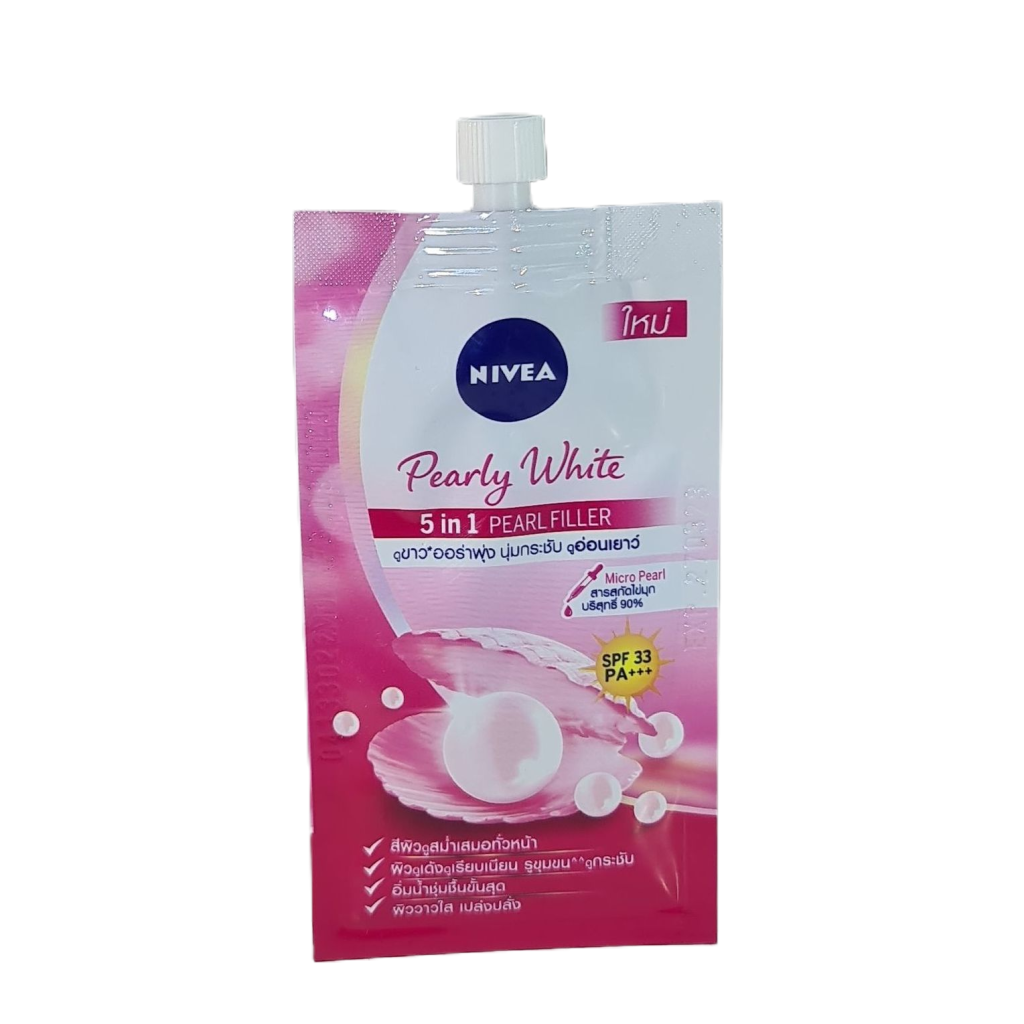 ใหม่
NIVEA
Pearly White
5 in 1 PEARL FILLER
ดูขาว*ออร่าพุ่ง นุ่มกระชับ ดูอ่อนเยาว์
Micro Pearl
สารสกัดไข่มุก
บริสุทธิ์ 90%
SPF 33
PA+++
สีผิวดูสม่ำเสมอทั่วหน้า
ผิวดูเด้งดูเรียบเนียน รูขุมขน^^ดูกระชับ
อิ่มน้ำชุ่มชื้นขั้นสุด
ผิววาวใส เปล่งปลั่ง